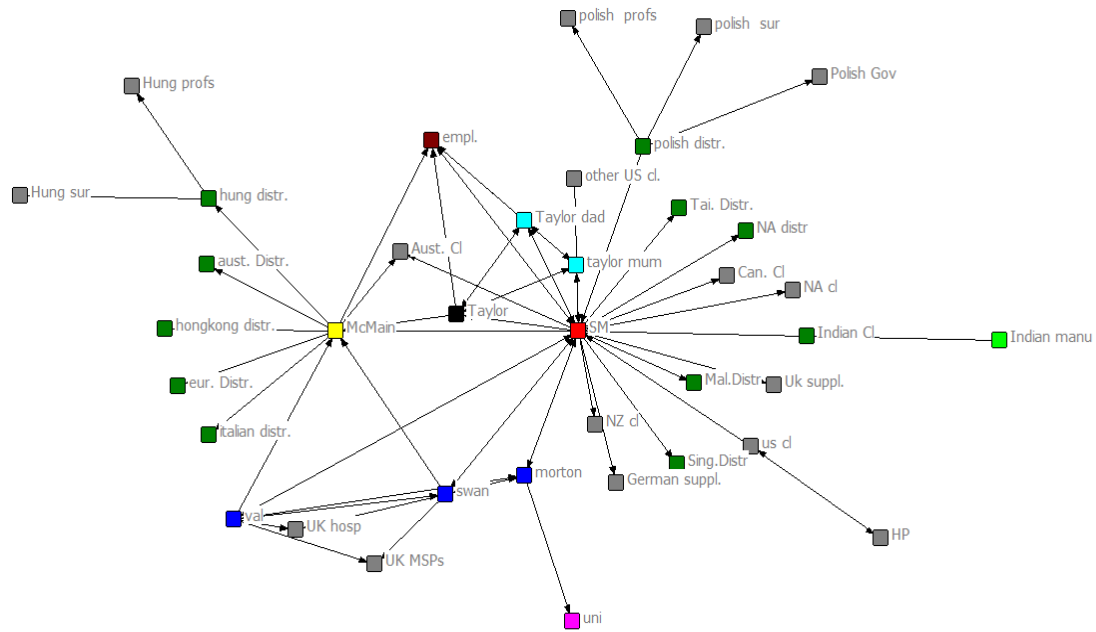 polish  profs
polish  sur
Polish Gov
Hung profs
empl.
polish distr.
other US cl.
Hung sur
hung distr.
Tai. Distr.
Taylor dad
NA distr
Aust. Cl
aust. Distr.
taylor mum
Can. Cl
NA cl
Taylor
hongkong distr.
McMain
SM
Indian Cl
Indian manu
eur. Distr.
Mal.Distr
Uk suppl.
NZ cl
italian distr.
us cl
Sing.Distr
morton
German suppl.
swan
val
UK hosp
HP
UK MSPs
uni